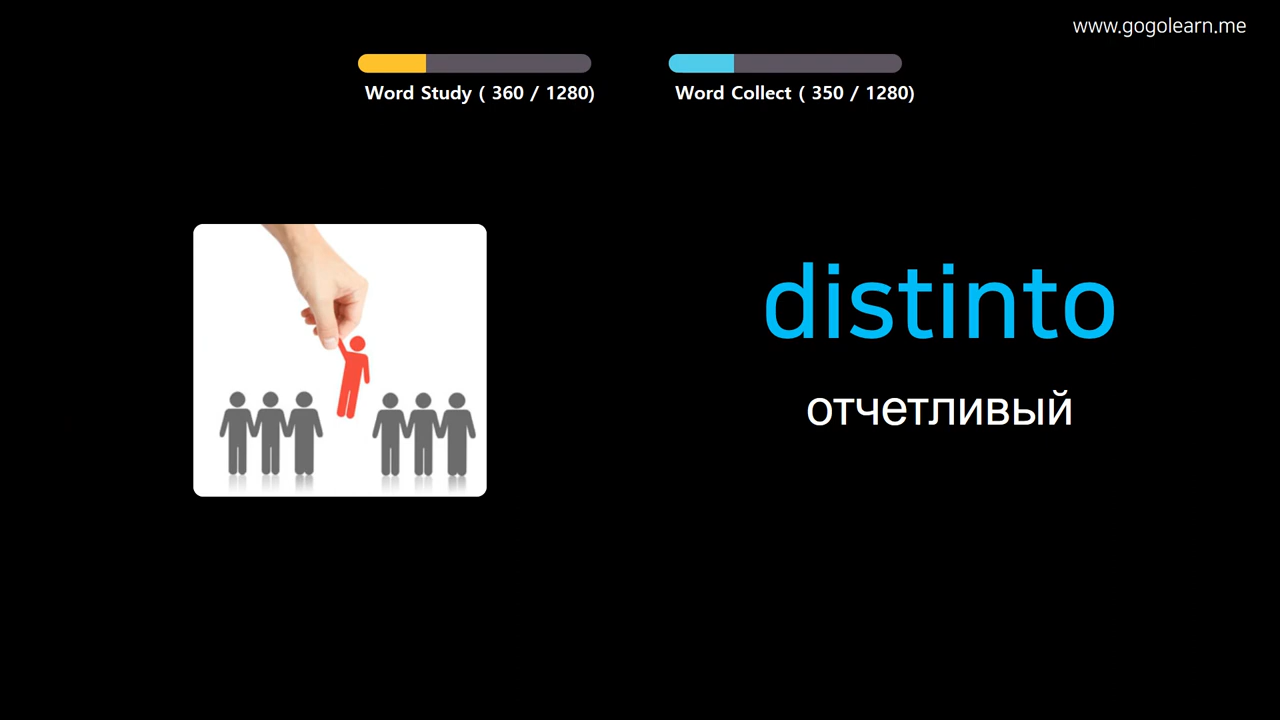 www.gogolearn.me
Word Study ( 360 / 1280)
Word Collect ( 350 / 1280)
distinto
отчетливый